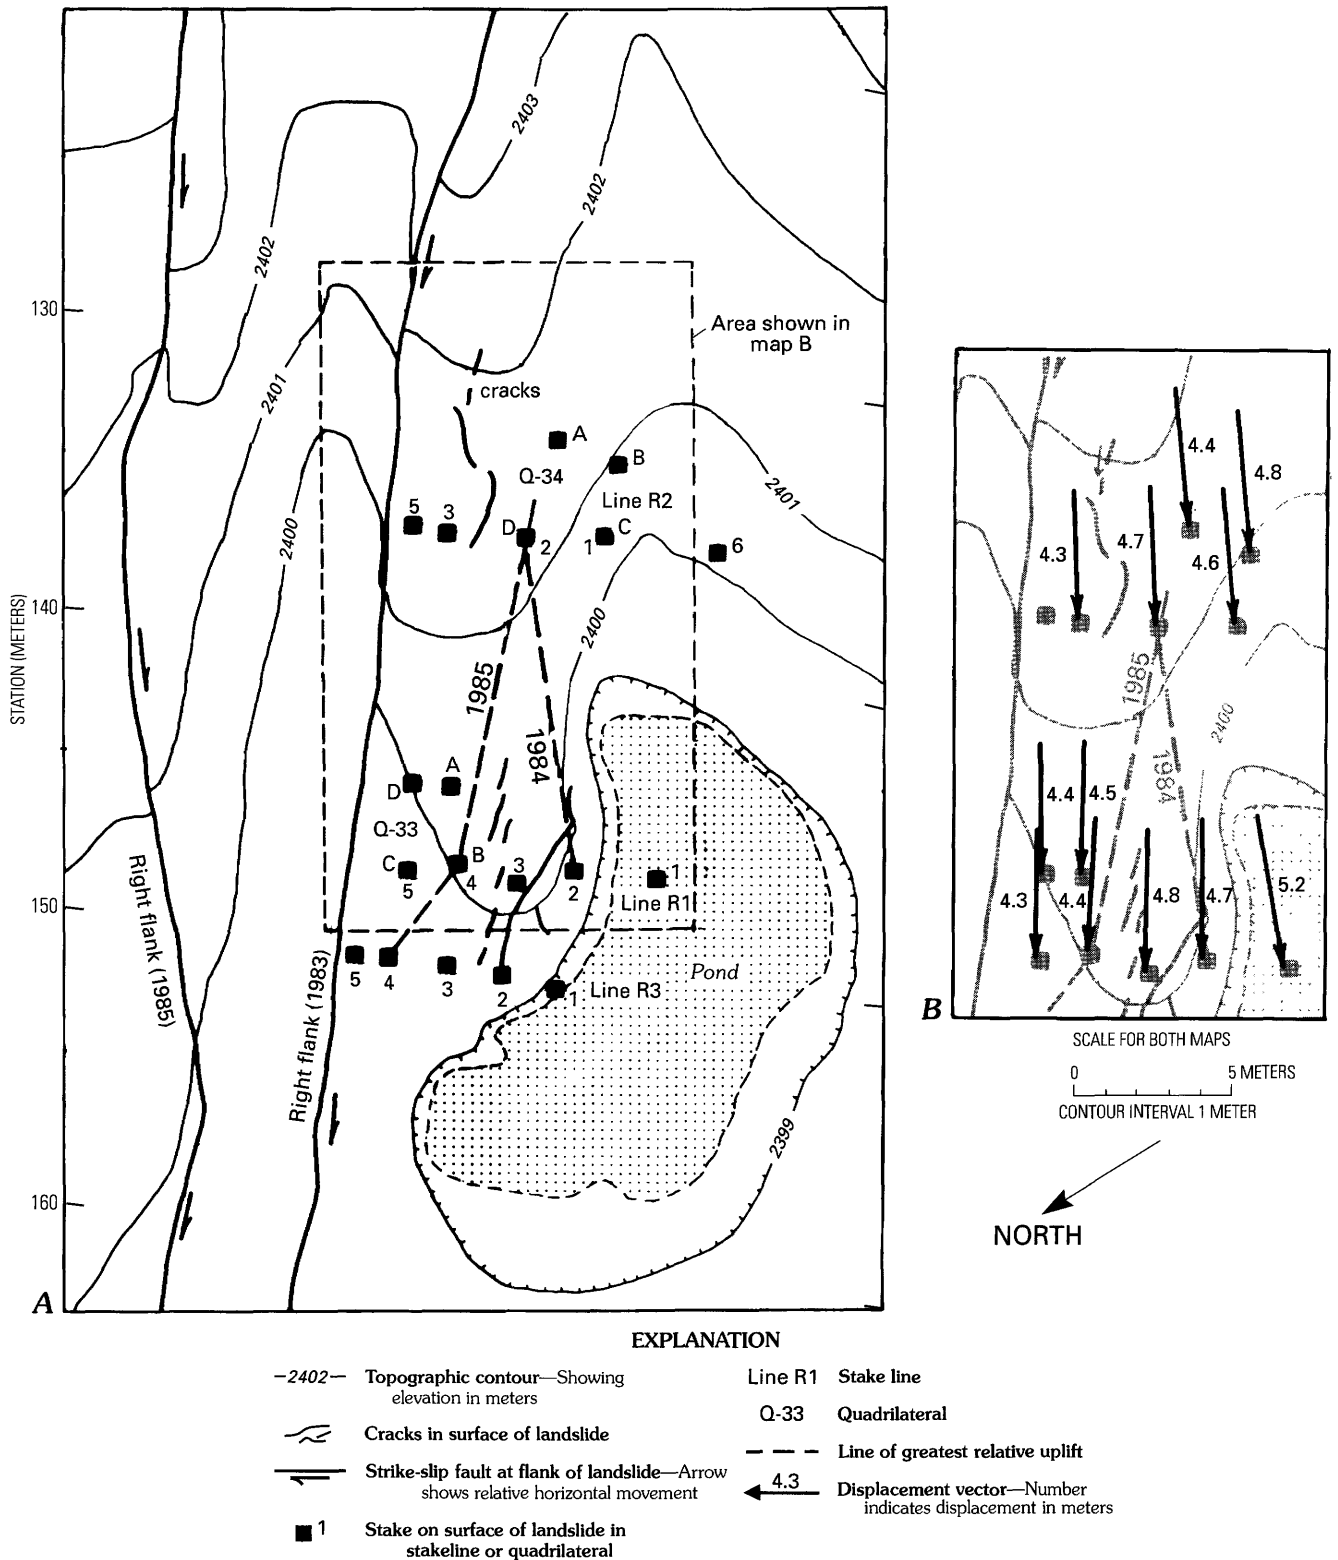 2403
2402
2402
130
Area shown in
map B
2401
cracks
A
B
Q-34
2401
Line R2
5
3
D
C
2
1
6
2400
140
2400
STATION (METERS)
1985
1984
A
D
Q-33
B
C
5
4
3
2
1
Line R1
150
Right flank (1985)
Right flank (1983)
5
4
3
2
1
Line R3
Pond
2399
160
A
4.4
4.8
4.3
4.7
4.6
1985
2400
1984
4.4
4.5
4.3
4.4
4.8
4.7
5.2
B
SCALE FOR BOTH MAPS
0 5 METERS
CONTOUR INTERVAL 1 METER
NORTH
EXPLANATION
—2402— Topographic contour—Showing
elevation in meters
Cracks in surface of landslide
Strike-slip fault at flank of landslide—Arrow
shows relative horizontal movement
1 Stake on surface of landslide in
stakeline or quadrilateral
Line R1 Stake line
Q-33 Quadrilateral
Line of greatest relative uplift
4.3 Displacement vector—Number
indicates displacement in meters